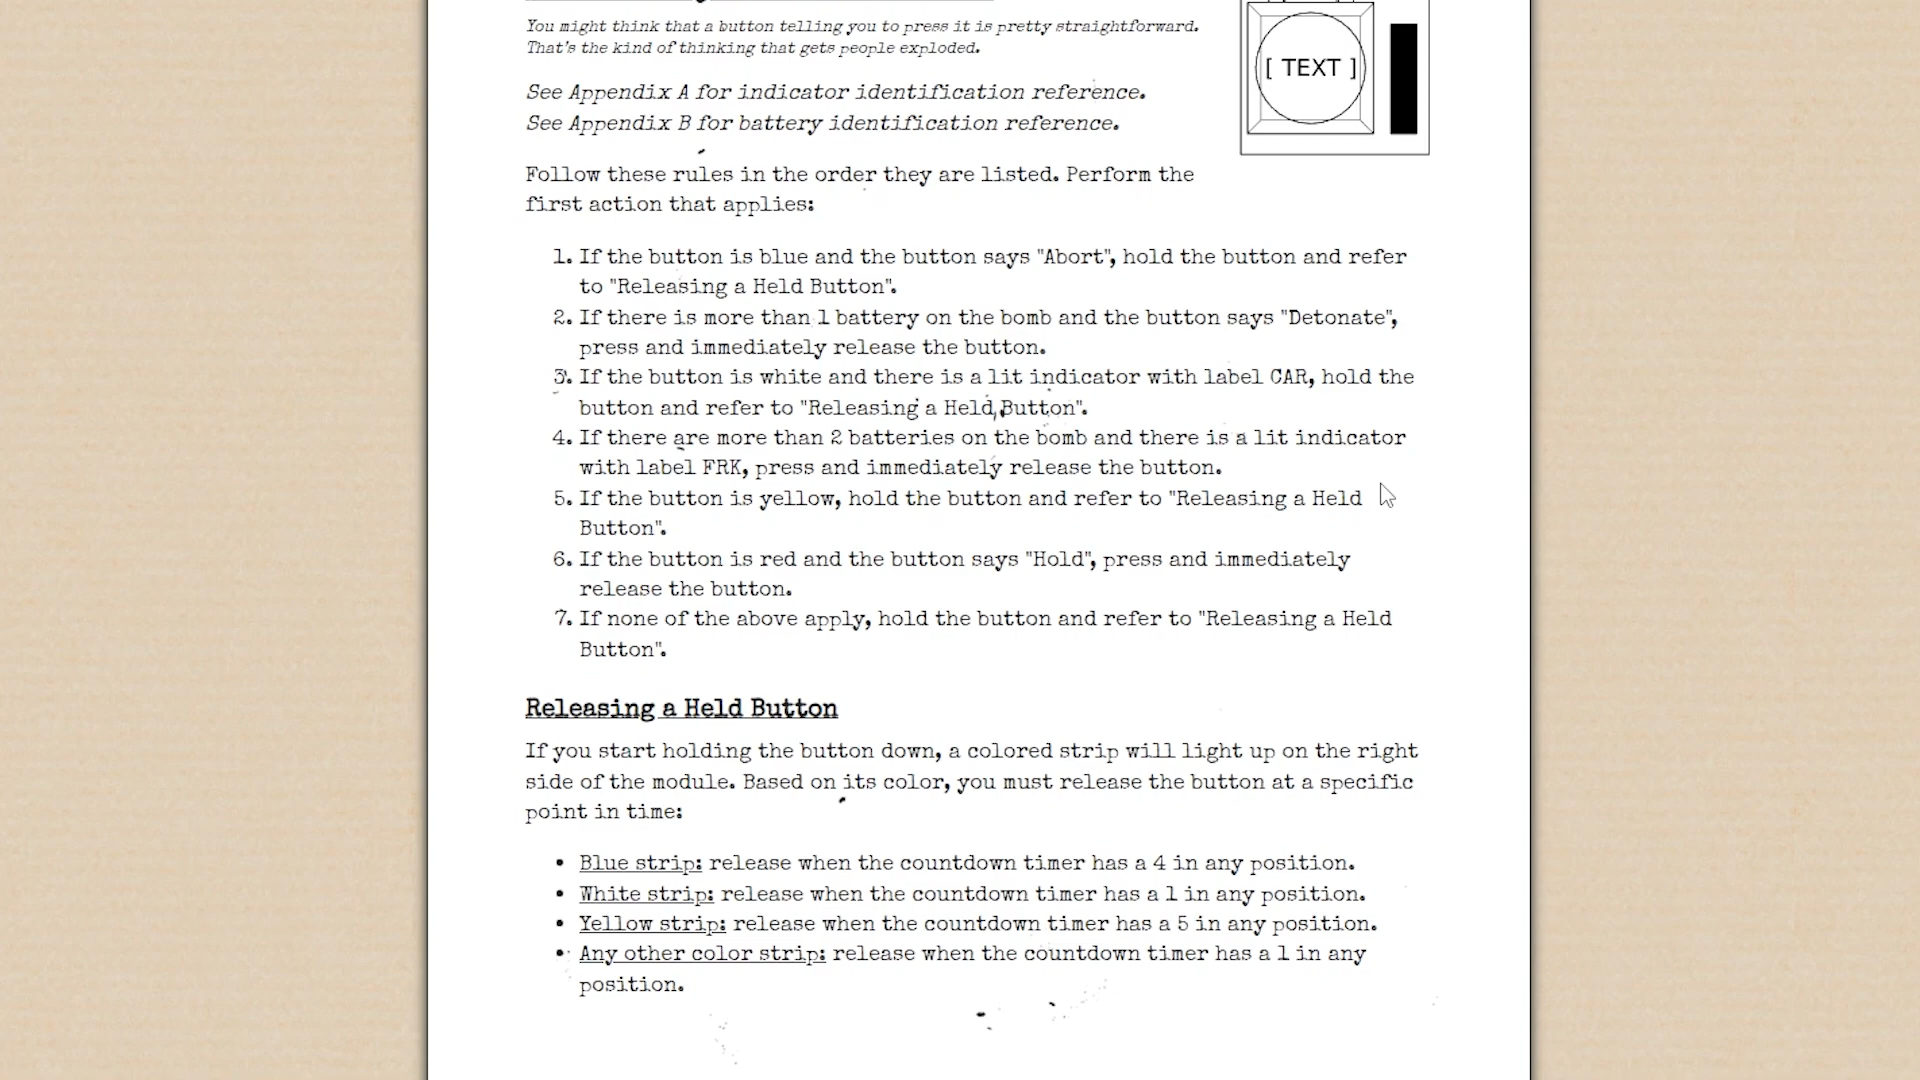 You might think that a button telling you to press it is pretty straightforward.
That's the kind of thinking that gets people exploded.
See Appendix A for indicator identification reference.
See Appendix B for battery identification reference.
[ TEXT ]
Follow these rules in the order they are listed. Perform the
first action that applies:
1. If the button is blue and the button says "Abort", hold the button and refer
to "Releasing a Held Button".
2. If there is more than 1 battery on the bomb and the button says "Detonate",
press and immediately release the button.
3. If the button is white and there is a lit indicator with label CAR, hold the
button and refer to "Releasing a Held Button".
4. If there are more than 2 batteries on the bomb and there is a lit indicator
with label FRK, press and immediately release the button.
5. If the button is yellow, hold the button and refer to "Releasing a Held
Button".
6. If the button is red and the button says "Hold", press and immediately
release the button.
7. If none of the above apply, hold the button and refer to "Releasing a Held
Button".
Releasing a Held Button
If you start holding the button down, a colored strip will light up on the right
side of the module. Based on its color, you must release the button at a specific
point in time:
• Blue strip: release when the countdown timer has a 4 in any position.
• White strip: release when the countdown timer has a 1 in any position.
• Yellow strip: release when the countdown timer has a 5 in any position.
• Any other color strip: release when the countdown timer has a 1 in any
position.